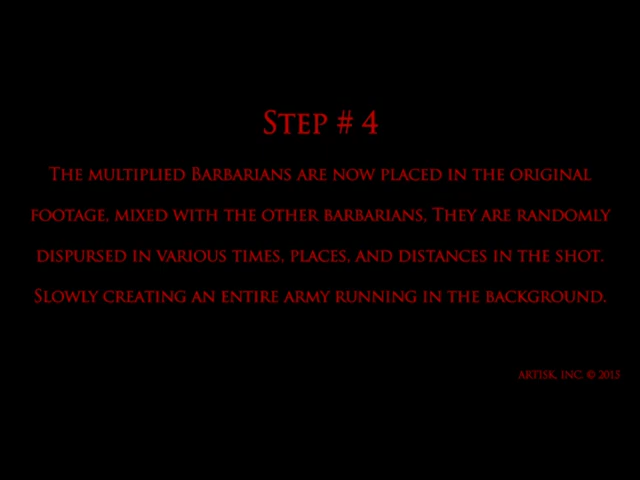 Step # 4
The multiplied Barbarians are now placed in the original
footage, mixed with the other barbarians. They are randomly
dispursed in various times, places, and distances in the shot.
Slowly creating an entire army running in the background.
ARTISK, INC. © 2015